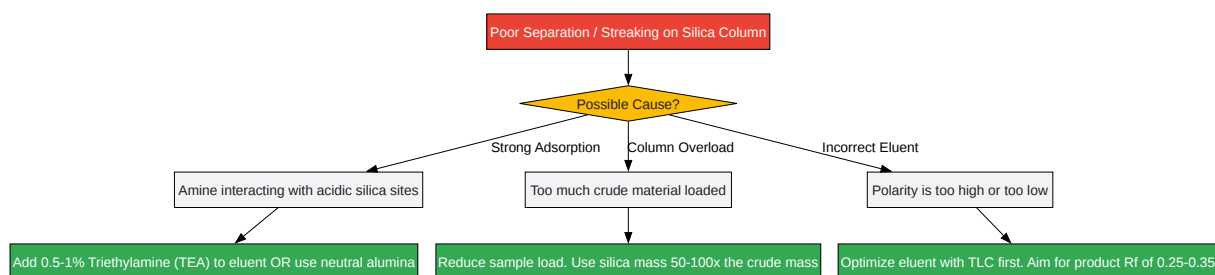 Poor Separation / Streaking on Silica Column
Possible Cause?
Strong Adsorption
Column Overload
Incorrect Eluent
Amine interacting with acidic silica sites
Too much crude material loaded
Polarity is too high or too low
Add 0.5-1% Triethylamine (TEA) to eluent OR use neutral alumina
Reduce sample load. Use silica mass 50-100x the crude mass
Optimize eluent with TLC first. Aim for product Rf of 0.25-0.35